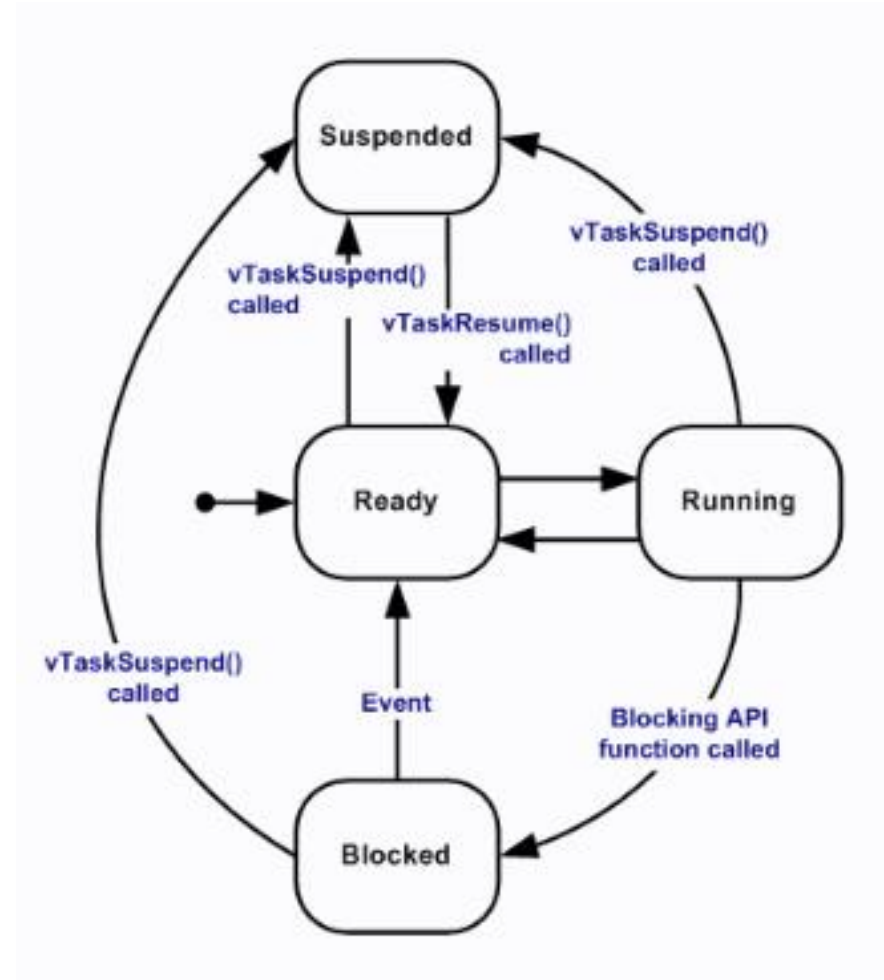 Suspended
vTaskSuspend()
called
vTaskSuspend()
called
vTaskResume()
called
Ready
Running
vTaskSuspend()
called
Event
Blocking API
function called
Blocked